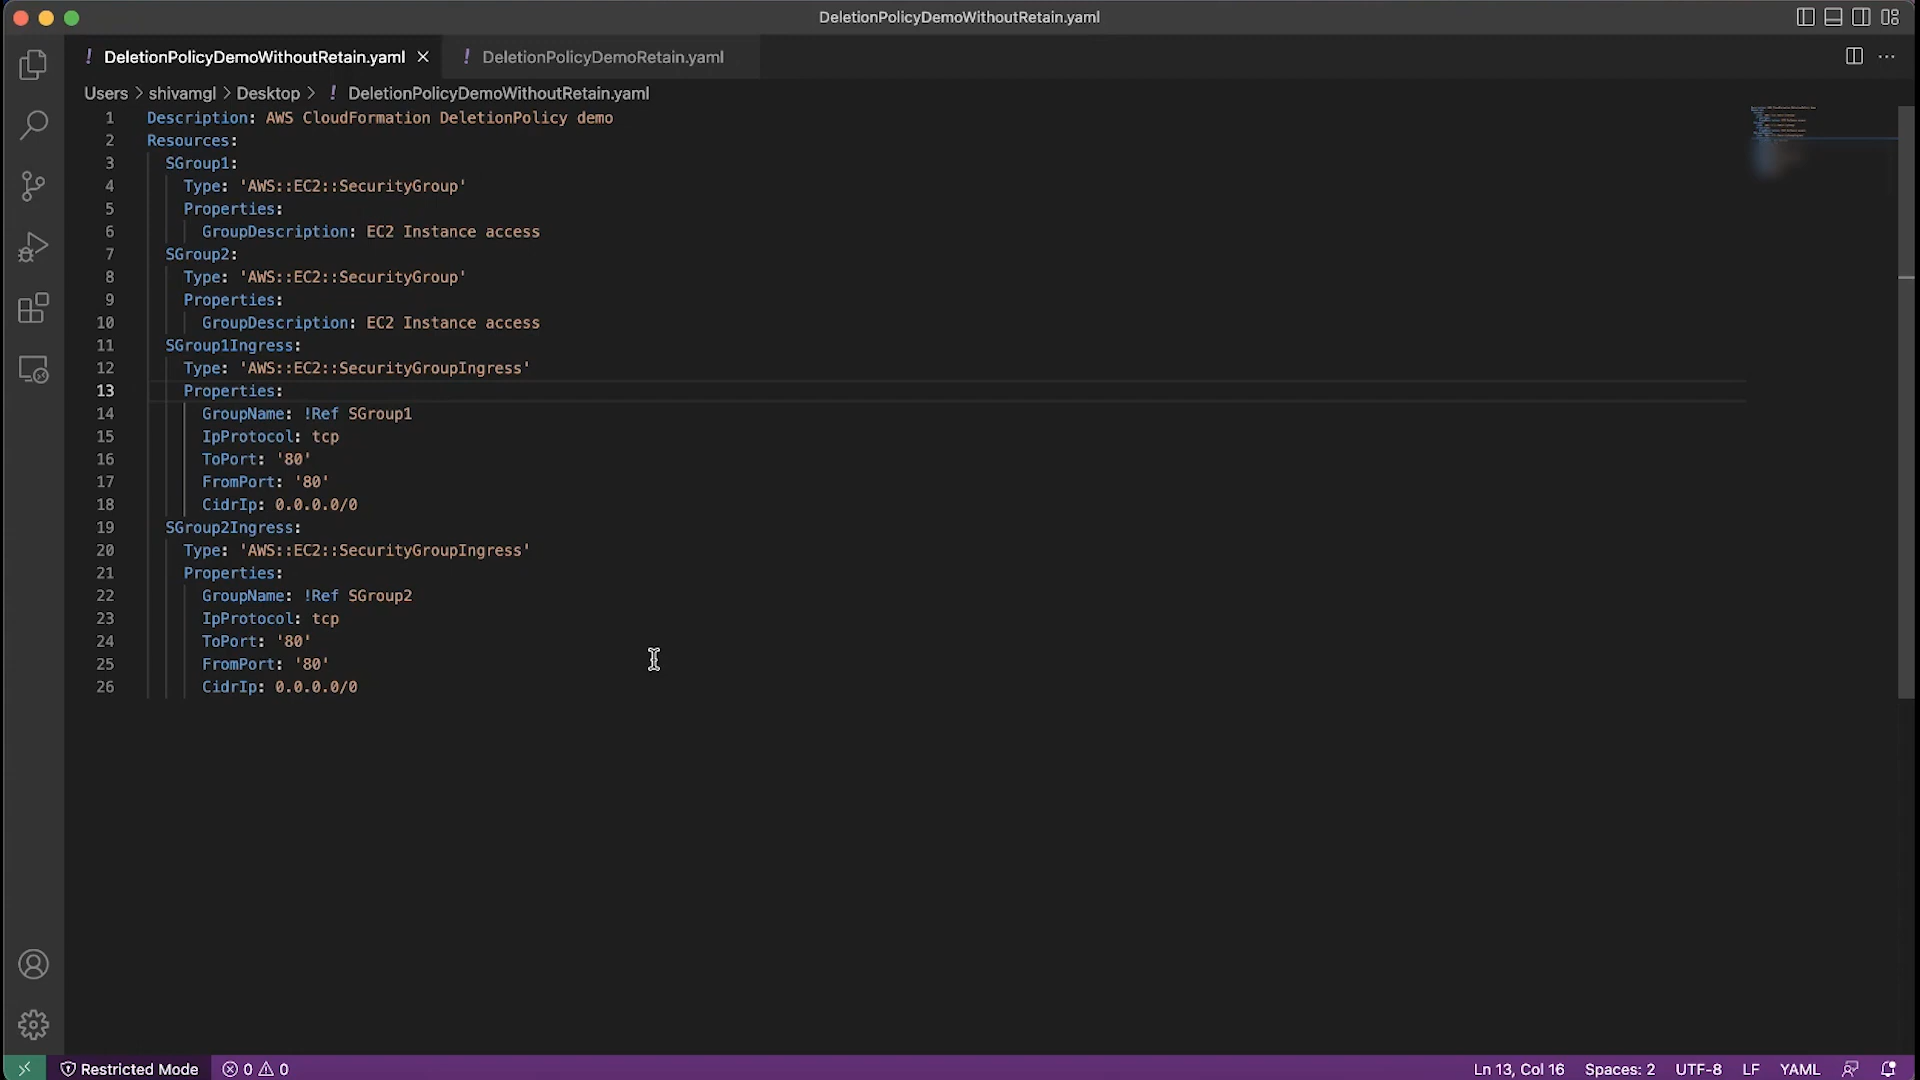 DeletionPolicyDemoWithoutRetain.yaml
! DeletionPolicyDemoWithoutRetain.yaml
! DeletionPolicyDemoRetain.yaml
Users > shivamgl > Desktop > ! DeletionPolicyDemoWithoutRetain.yaml
1 Description: AWS CloudFormation DeletionPolicy demo
2 Resources:
3 SGroup1:
4 Type: 'AWS::EC2::SecurityGroup'
5 Properties:
6 GroupDescription: EC2 Instance access
7 SGroup2:
8 Type: 'AWS::EC2::SecurityGroup'
9 Properties:
10 GroupDescription: EC2 Instance access
11 SGroup1Ingress:
12 Type: 'AWS::EC2::SecurityGroupIngress'
13 Properties:
14 GroupName: !Ref SGroup1
15 IpProtocol: tcp
16 ToPort: '80'
17 FromPort: '80'
18 CidrIp: 0.0.0.0/0
19 SGroup2Ingress:
20 Type: 'AWS::EC2::SecurityGroupIngress'
21 Properties:
22 GroupName: !Ref SGroup2
23 IpProtocol: tcp
24 ToPort: '80'
25 FromPort: '80'
26 CidrIp: 0.0.0.0/0
Restricted Mode 0 0 Ln 13, Col 16 Spaces: 2 UTF-8 LF YAML